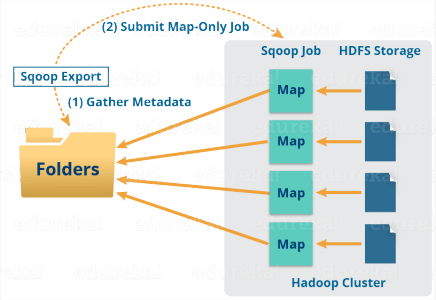 (2) Submit Map-Only Job
Sqoop Job
HDFS Storage
Sqoop Export
(1) Gather Metadata
Map
Map
Map
Map
Folders
Hadoop Cluster